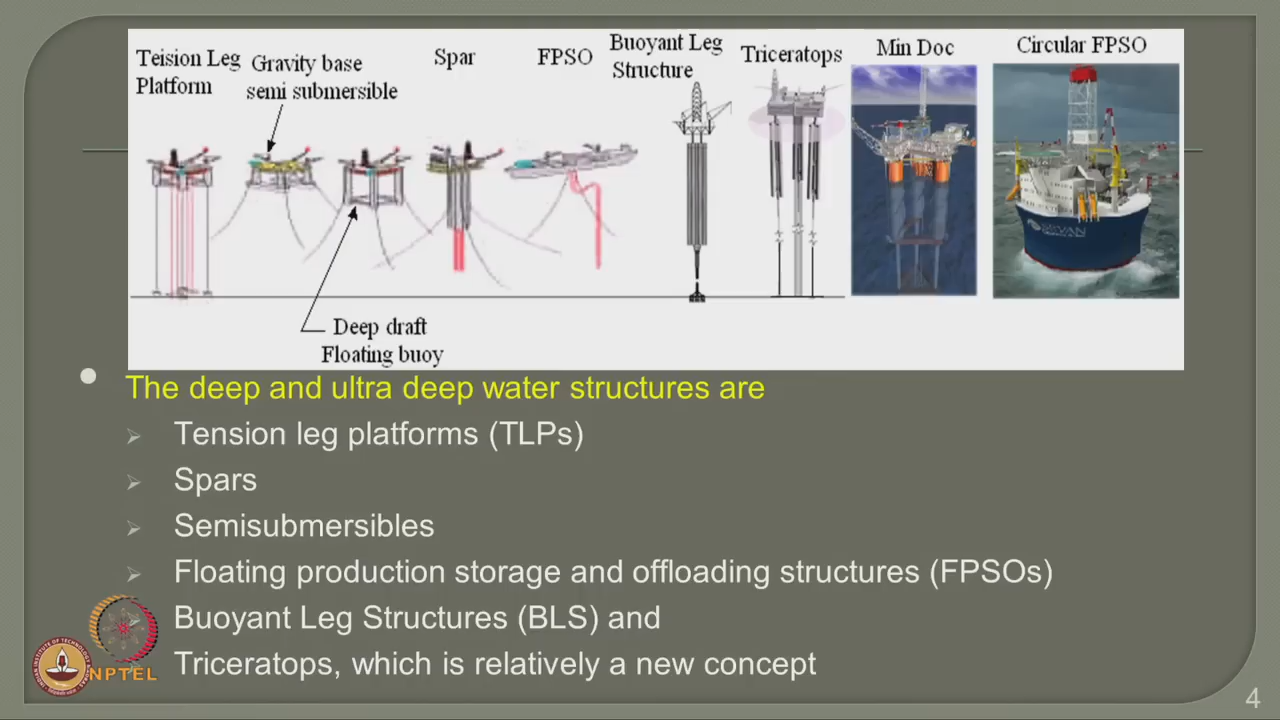 Teision Leg
Platform
Gravity base
semi submersible
Spar
FPSO
Buoyant Leg
Structure
Triceratops
Min Doc
Circular FPSO
Deep draft
Floating buoy
The deep and ultra deep water structures are
Tension leg platforms (TLPs)
Spars
Semisubmersibles
Floating production storage and offloading structures (FPSOs)
Buoyant Leg Structures (BLS) and
Triceratops, which is relatively a new concept
NPTEL
4